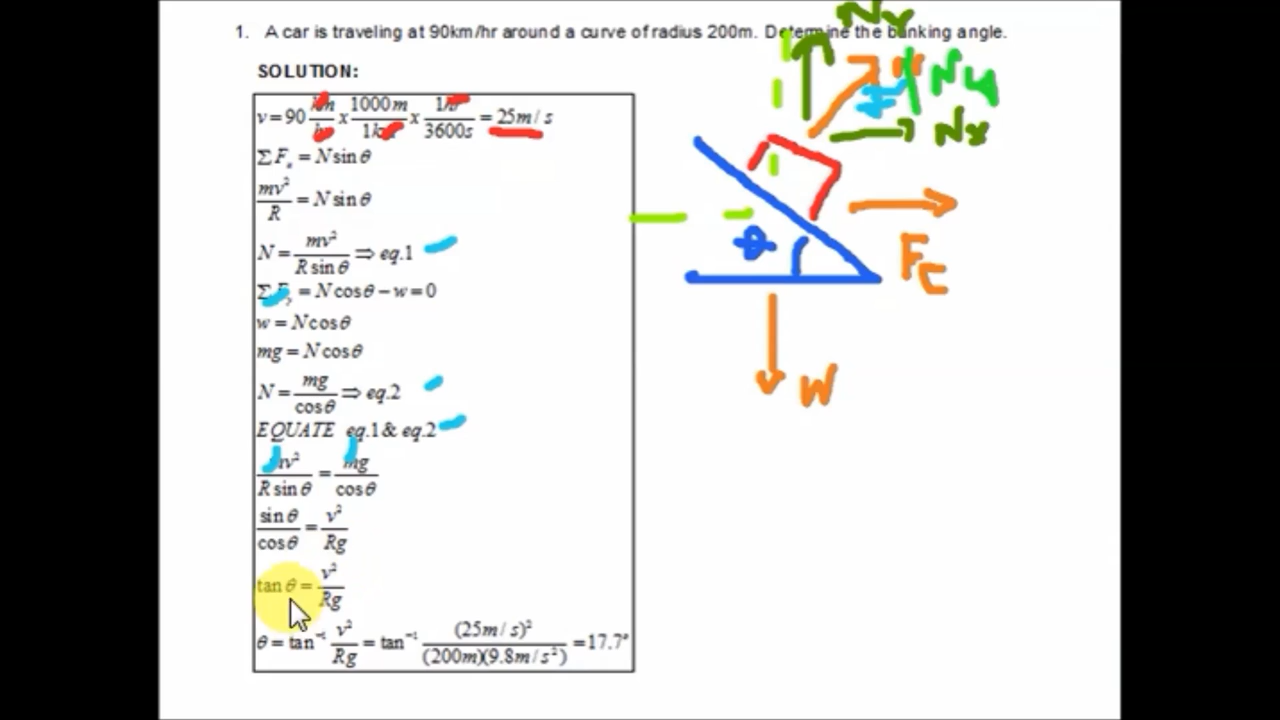 1. A car is traveling at 90km/hr around a curve of radius 200m. Determine the banking angle.
SOLUTION:
v = 90 km/hr x 1000m/1km x 1hr/3600s = 25m/s
ΣFₓ = N sin θ
mv²/R = N sin θ
N = mv²/(R sin θ) ⇒ eq.1
ΣFᵧ = N cos θ − w = 0
w = N cos θ
mg = N cos θ
N = mg/cos θ ⇒ eq.2
EQUATE eq.1 & eq.2
mv²/(R sin θ) = mg/cos θ
sin θ/cos θ = v²/Rg
tan θ = v²/Rg
θ = tan⁻¹ v²/Rg = tan⁻¹ (25m/s)²/((200m)(9.8m/s²)) = 17.7°
Ny
N
Ny
Nx
θ
Fc
W